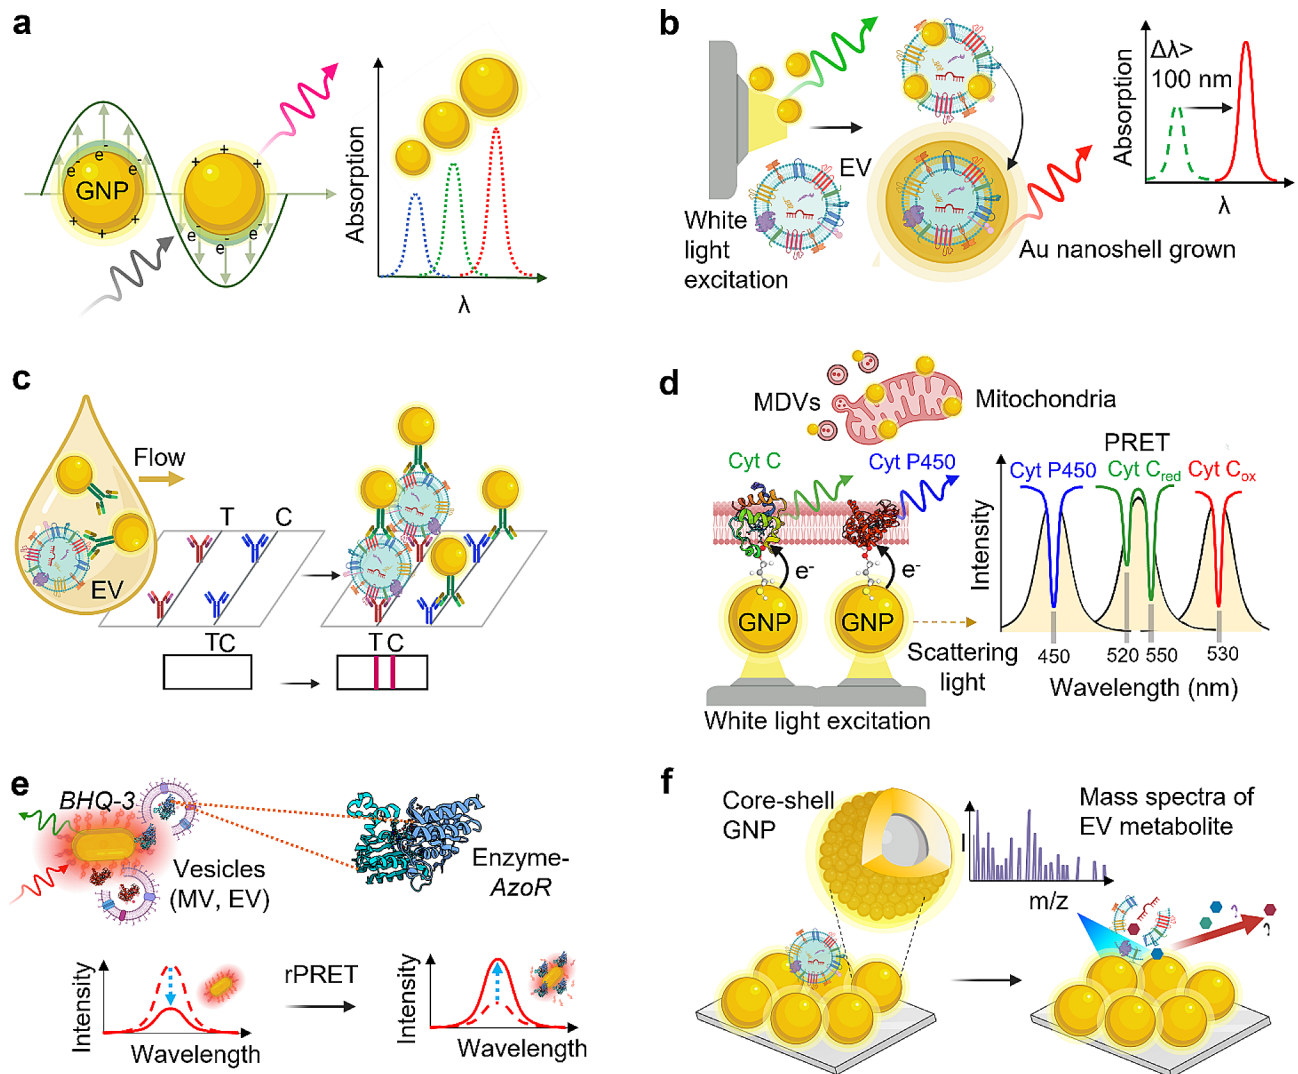 a
GNP
e-
e-
e-
+
+
+
+
+
+
e-
e-
e-
Absorption
λ
b
White
light
excitation
EV
Au nanoshell grown
Absorption
Δλ>
100 nm
λ
c
Flow
EV
T
C
TC
T C
d
MDVs
Mitochondria
Cyt C
Cyt P450
e-
e-
GNP
GNP
White light excitation
Scattering
light
PRET
Cyt P450
Cyt Cred
Cyt Cox
Intensity
450
520
550
530
Wavelength (nm)
e
BHQ-3
Vesicles
(MV, EV)
Enzyme-
AzoR
Intensity
Wavelength
rPRET
Intensity
Wavelength
f
Core-shell
GNP
I
m/z
Mass spectra of
EV metabolite
?
?